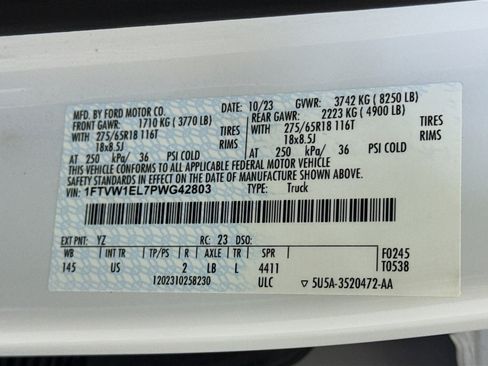 MFD. BY FORD MOTOR CO. DATE: 10/23 GVWR: 3742 KG ( 8250 LB)
FRONT GAWR: 1710 KG ( 3770 LB) REAR GAWR: 2223 KG ( 4900 LB)
WITH 275/65R18 116T TIRES WITH 275/65R18 116T TIRES
18x8.5J RIMS 18x8.5J RIMS
AT 250 kPa/ 36 PSI COLD AT 250 kPa/ 36 PSI COLD
THIS VEHICLE CONFORMS TO ALL APPLICABLE FEDERAL MOTOR VEHICLE
SAFETY STANDARDS IN EFFECT ON THE DATE OF MANUFACTURE SHOWN ABOVE.
VIN: 1FTVW1EL7PWG42803 TYPE: Truck
EXT PNT: YZ RC: 23 DSO: F0245
WB INT TR TP/PS R AXLE TR SPR T0538
145 US 2 LB L 4411
1202310258230 ULC ▽ 5U5A-3520472-AA